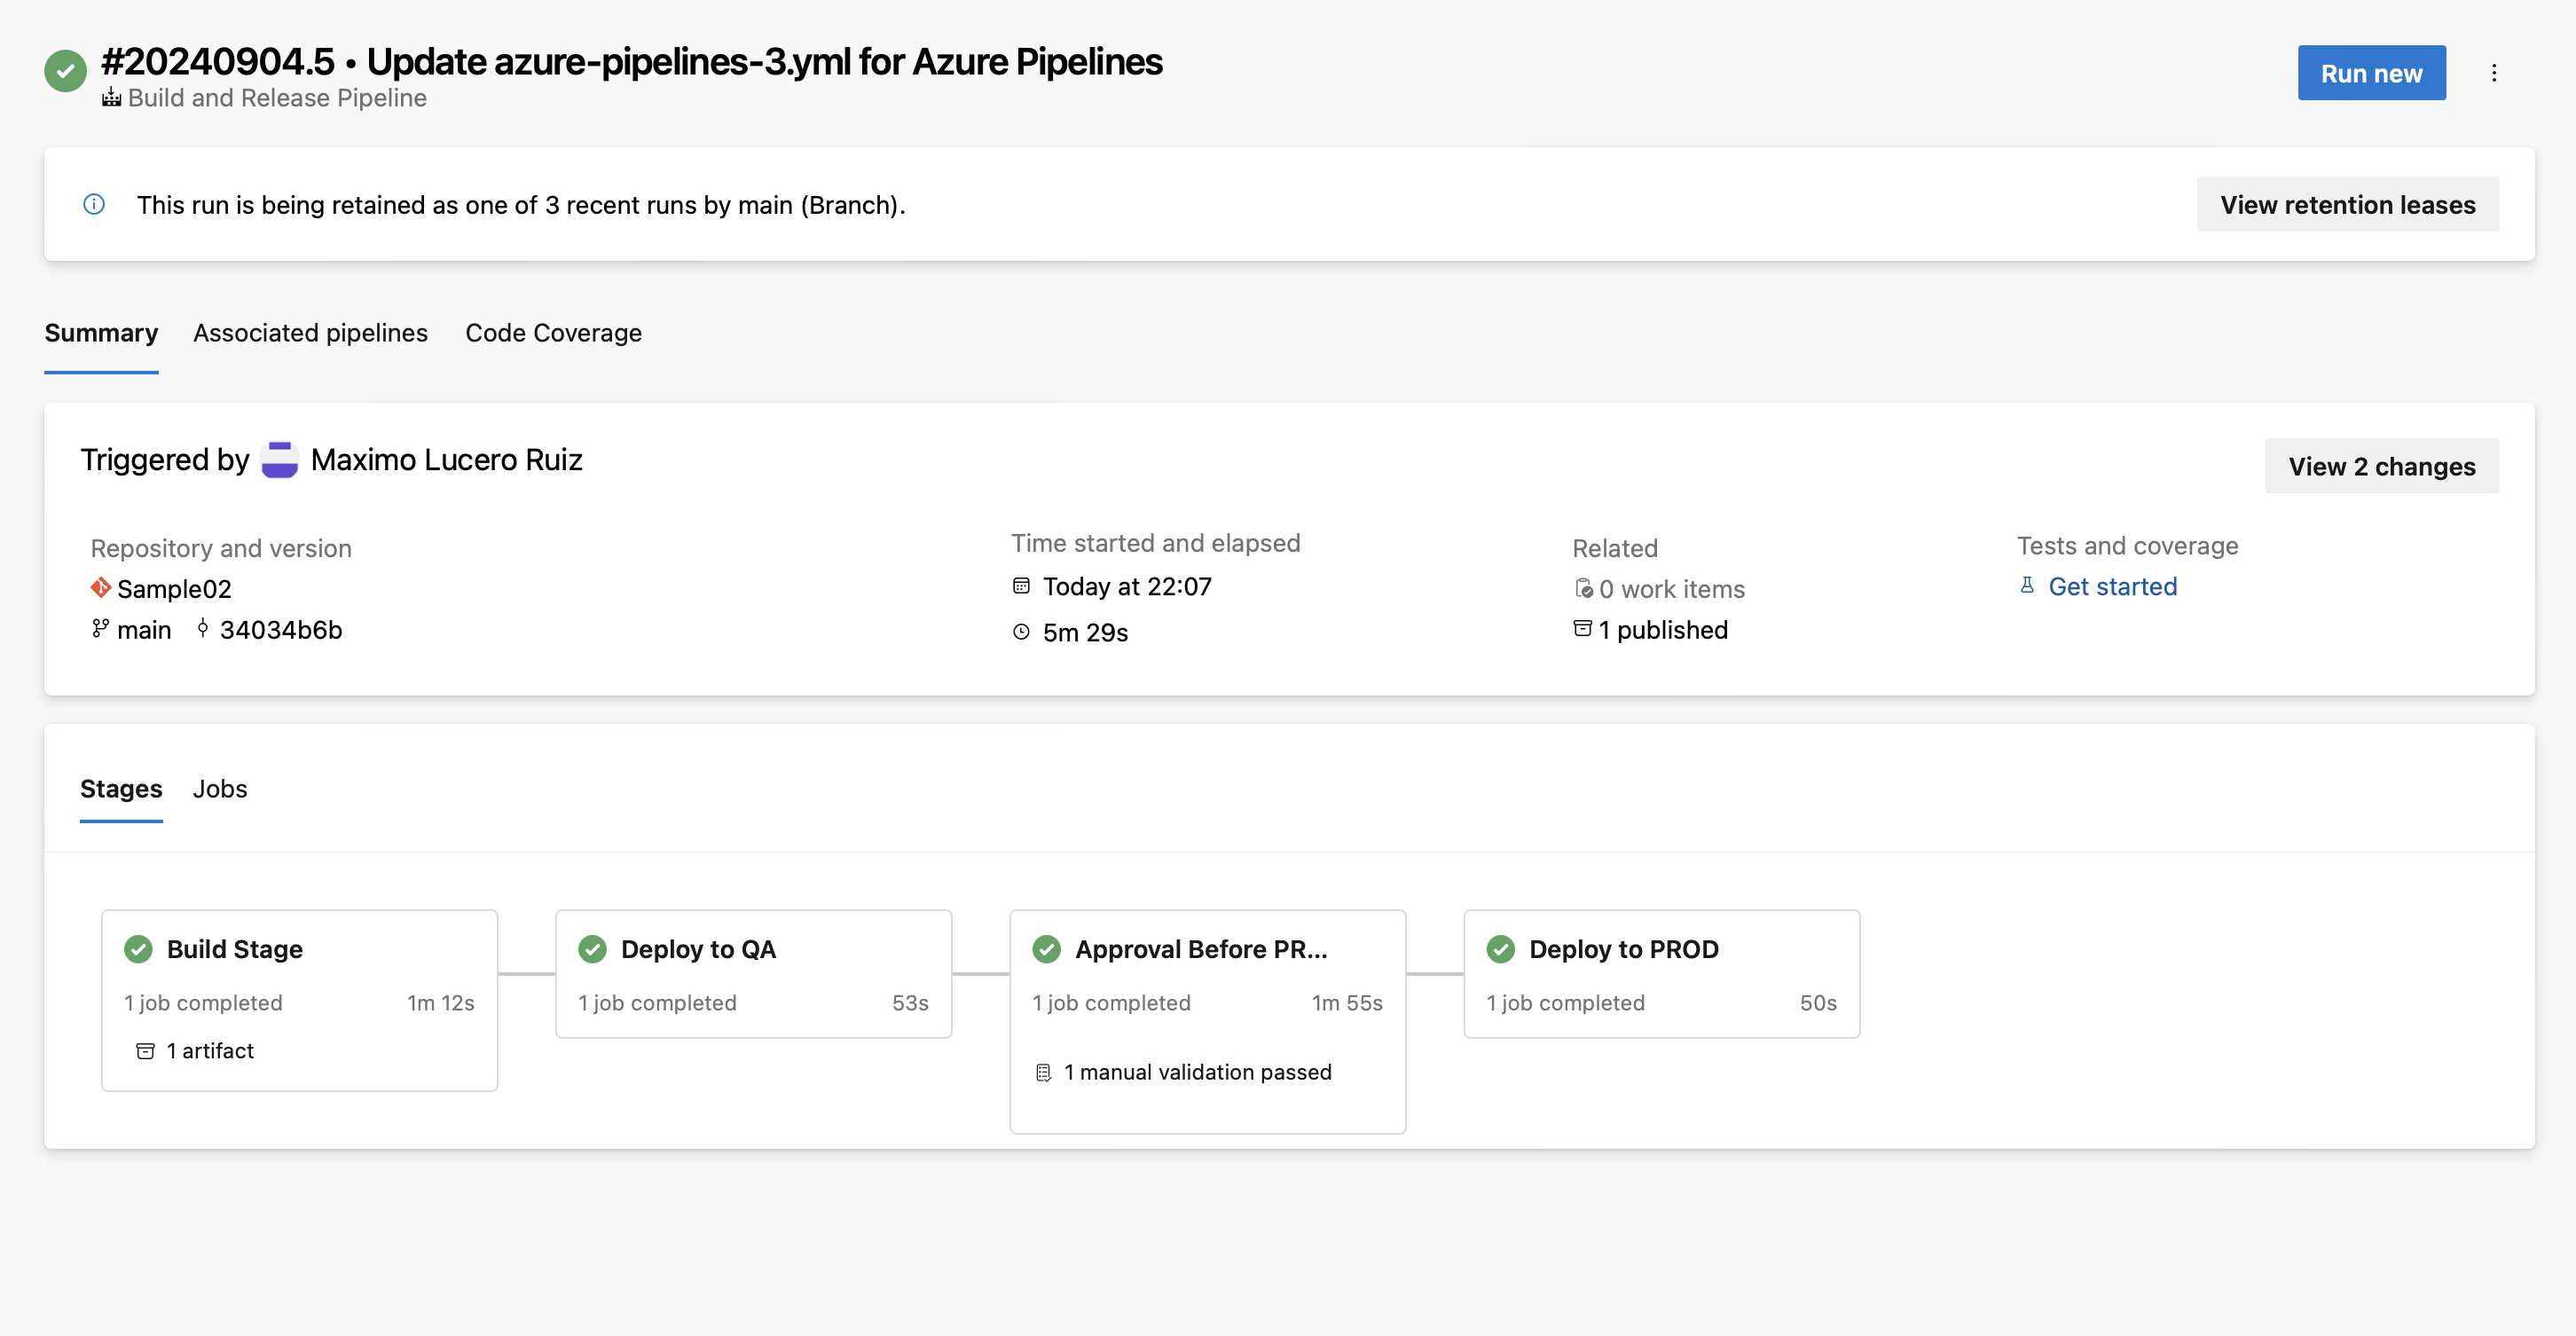 #20240904.5 • Update azure-pipelines-3.yml for Azure Pipelines
Build and Release Pipeline
Run new
This run is being retained as one of 3 recent runs by main (Branch).
View retention leases
Summary Associated pipelines Code Coverage
Triggered by Maximo Lucero Ruiz
View 2 changes
Repository and version
Sample02
main 34034b6b
Time started and elapsed
Today at 22:07
5m 29s
Related
0 work items
1 published
Tests and coverage
Get started
Stages Jobs
Build Stage
1 job completed 1m 12s
1 artifact
Deploy to QA
1 job completed 53s
Approval Before PR...
1 job completed 1m 55s
1 manual validation passed
Deploy to PROD
1 job completed 50s